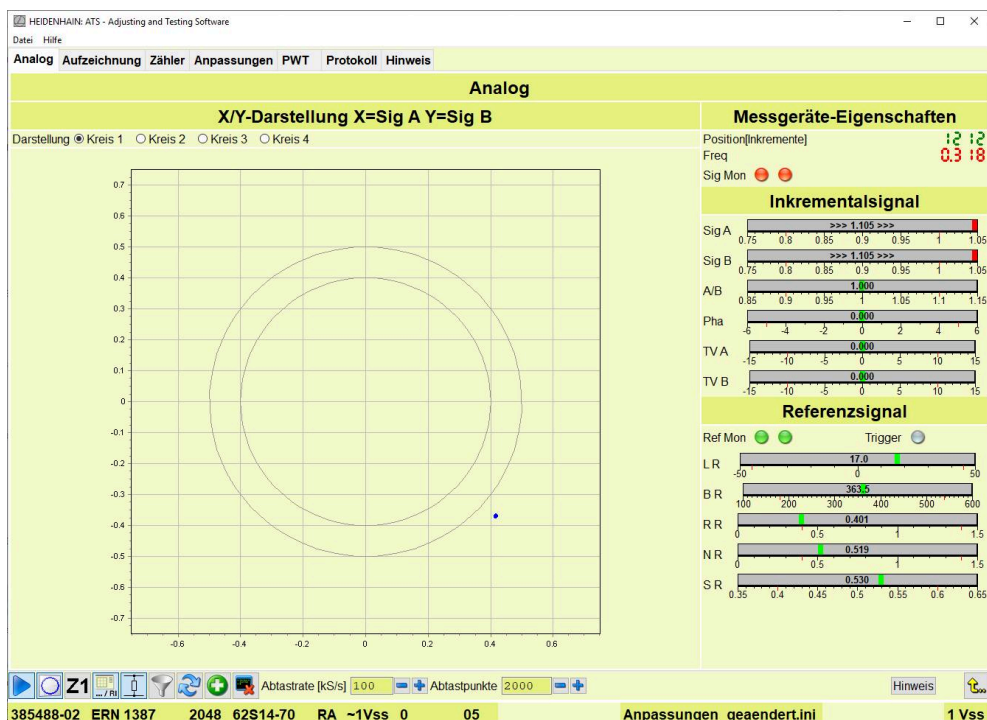 HEIDENHAIN: ATS - Adjusting and Testing Software
Datei Hilfe
Analog Aufzeichnung Zähler Anpassungen PWT Protokoll Hinweis
Analog
X/Y-Darstellung X=Sig A Y=Sig B
Darstellung Kreis 1 Kreis 2 Kreis 3 Kreis 4
0.7
0.6
0.5
0.4
0.3
0.2
0.1
0
-0.1
-0.2
-0.3
-0.4
-0.5
-0.6
-0.7
-0.6 -0.4 -0.2 0 0.2 0.4 0.6
Messgeräte-Eigenschaften
Position[Inkremente] 1212
Freq 0.318
Sig Mon
Inkrementalsignal
Sig A >>> 1.105 >>>
0.75 0.8 0.85 0.9 0.95 1 1.05
Sig B >>> 1.105 >>>
0.75 0.8 0.85 0.9 0.95 1 1.05
A/B 1.000
0.85 0.9 0.95 1 1.05 1.1 1.15
Pha 0.000
-6 -4 -2 0 2 4 6
TV A 0.000
-15 -10 -5 0 5 10 15
TV B 0.000
-15 -10 -5 0 5 10 15
Referenzsignal
Ref Mon Trigger
L R 17.0
-50 0 50
B R 363.5
100 200 300 400 500 600
R R 0.401
0 0.5 1 1.5
N R 0.519
0 0.5 1 1.5
S R 0.530
0.35 0.4 0.45 0.5 0.55 0.6 0.65
Z1 ... / RI Abtastrate [kS/s] 100 Abtastpunkte 2000 Hinweis
385488-02 ERN 1387 2048 62S14-70 RA ~1Vss 0 05 Anpassungen_geaendert.ini 1 Vss